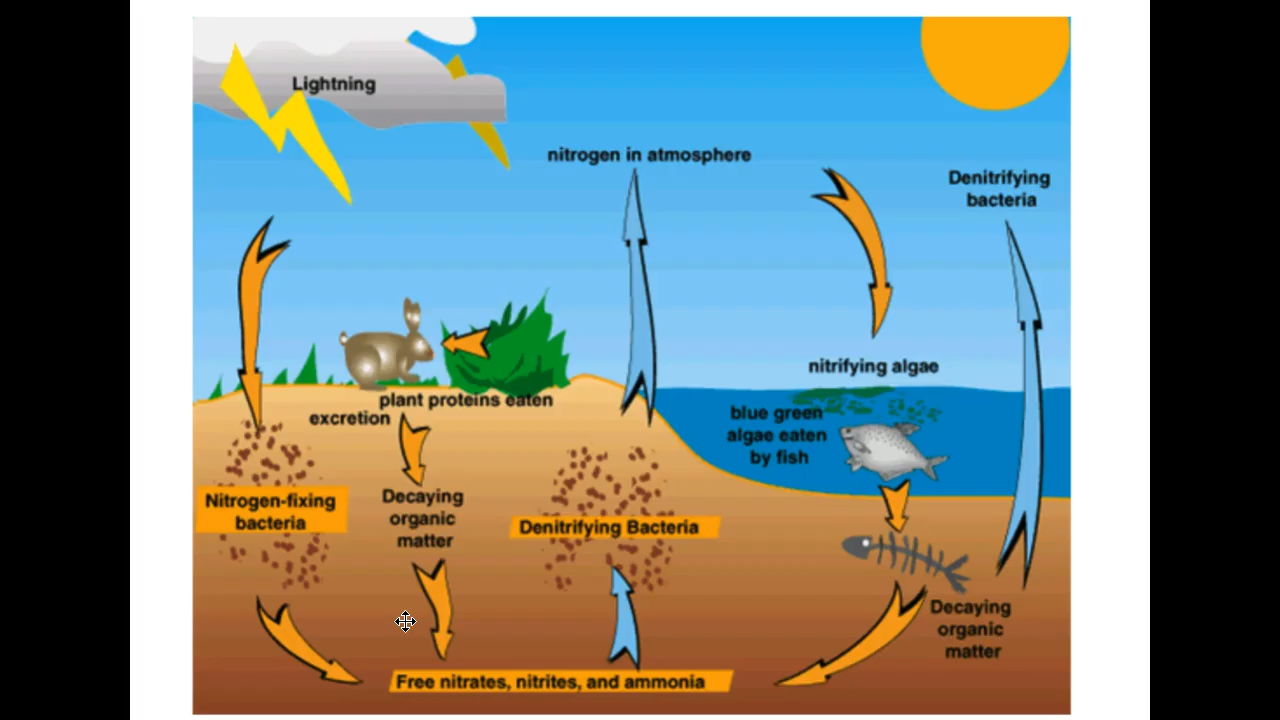 Lightning
nitrogen in atmosphere
Denitrifying
bacteria
nitrifying algae
plant proteins eaten
excretion
blue green
algae eaten
by fish
Nitrogen-fixing
bacteria
Decaying
organic
matter
Denitrifying Bacteria
Decaying
organic
matter
Free nitrates, nitrites, and ammonia